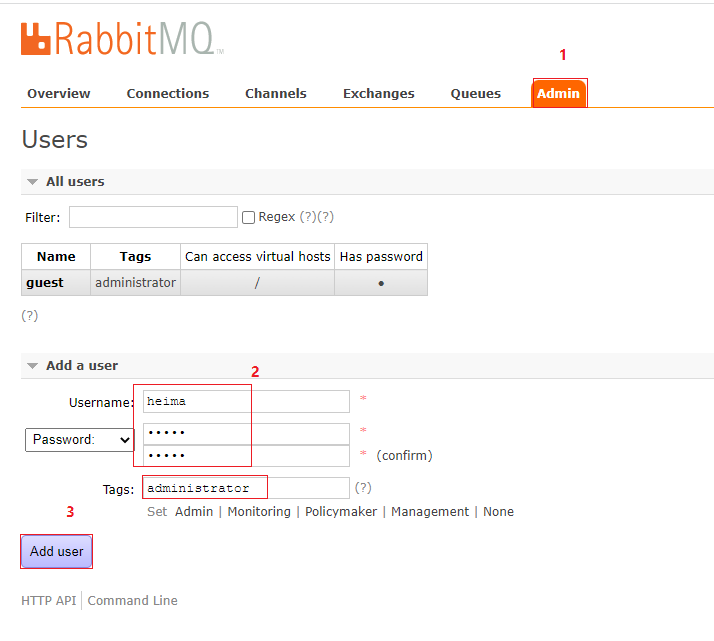 RabbitMQ TM
1
Overview Connections Channels Exchanges Queues Admin
Users
All users
Filter: Regex (?)(?)
Name Tags Can access virtual hosts Has password
guest administrator / •
(?)
Add a user
2
Username: heima *
Password: ••••• *
••••• * (confirm)
Tags: administrator (?)
3
Set Admin | Monitoring | Policymaker | Management | None
Add user
HTTP API | Command Line